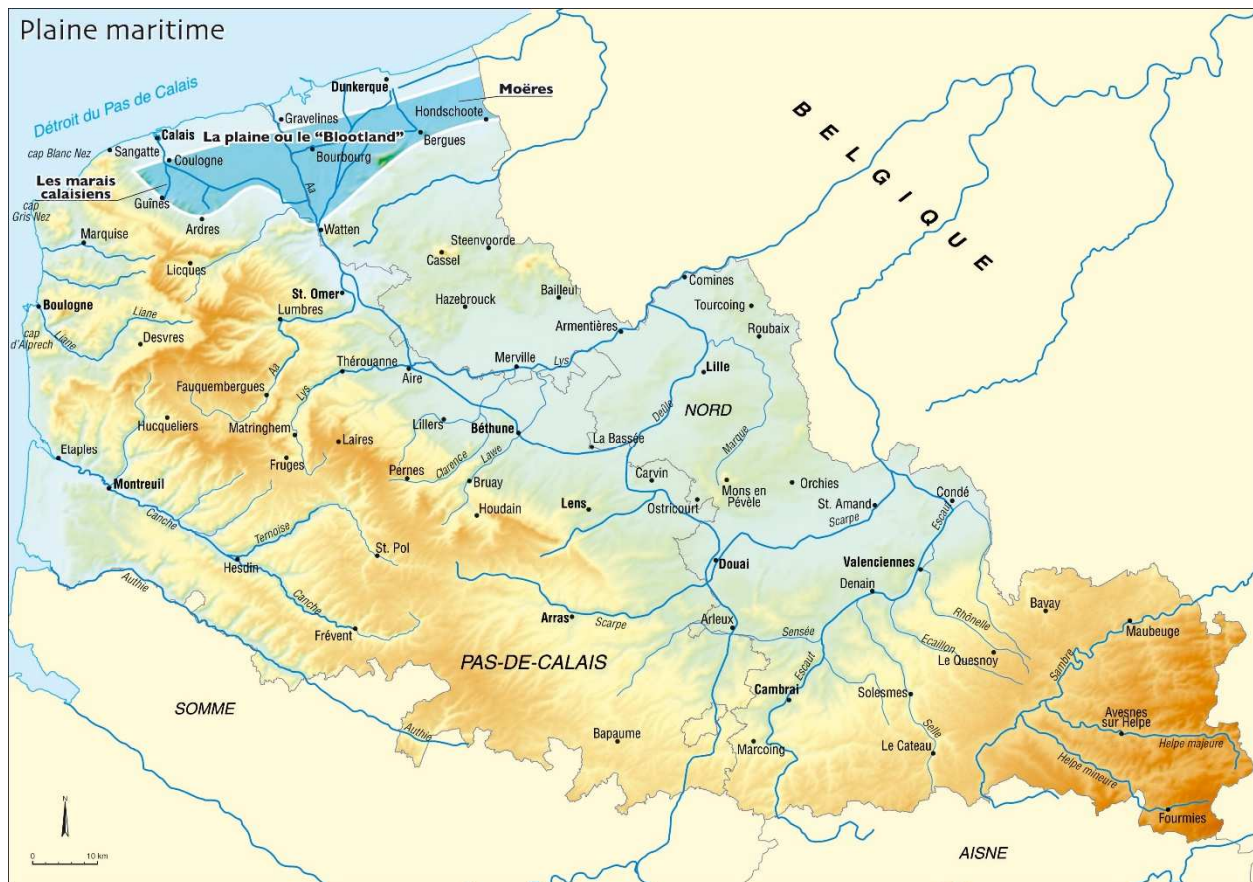 Plaine maritime
Détroit du Pas de Calais
Dunkerque
Moëres
Gravelines
Hondschoote
Calais
La plaine ou le “Blootland”
Bergues
cap Blanc Nez
Sangatte
Coulogne
Bourbourg
Les marais
calaisiens
Aa
Guînes
cap
Gris Nez
Ardres
Watten
Marquise
Steenvoorde
Cassel
Licques
BELGIQUE
Comines
St. Omer
Hazebrouck
Bailleul
Tourcoing
Boulogne
Lumbres
Liane
Liane
Armentières
Roubaix
cap
d'Alprech
Desvres
Thérouanne
Aire
Merville
Lys
Lille
Aa
Fauquembergues
Lys
Deûle
NORD
Hucqueliers
Matringhem
Laires
Lillers
Béthune
La Bassée
Marque
Etaples
Fruges
Pernes
Clarence
Lawe
Bruay
Carvin
Mons en
Pévèle
Orchies
Montreuil
Houdain
Lens
Ostricourt
St. Amand
Condé
Escaut
Scarpe
Canche
Ternoise
St. Pol
Hesdin
Douai
Valenciennes
Denain
Authie
Canche
Frévent
Arras
Scarpe
Arleux
Sensée
Rhônelle
Bavay
Maubeuge
Ecaillon
Le Quesnoy
Sambre
PAS-DE-CALAIS
Escaut
Cambrai
Solesmes
SOMME
Authie
Bapaume
Marcoing
Selle
Le Cateau
Avesnes
sur Helpe
Helpe majeure
Helpe mineure
Fourmies
N
0 10 km
AISNE